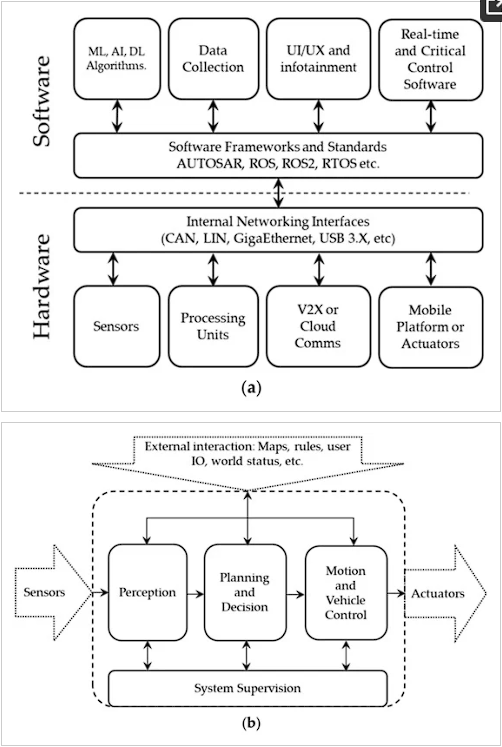 Software
ML, AI, DL
Algorithms.
Data
Collection
UI/UX and
infotainment
Real-time
and Critical
Control
Software
Software Frameworks and Standards
AUTOSAR, ROS, ROS2, RTOS etc.
Hardware
Internal Networking Interfaces
(CAN, LIN, GigaEthernet, USB 3.X, etc)
Sensors
Processing
Units
V2X or
Cloud
Comms
Mobile
Platform or
Actuators
(a)
External interaction: Maps, rules, user
IO, world status, etc.
Sensors
Perception
Planning
and
Decision
Motion
and
Vehicle
Control
Actuators
System Supervision
(b)